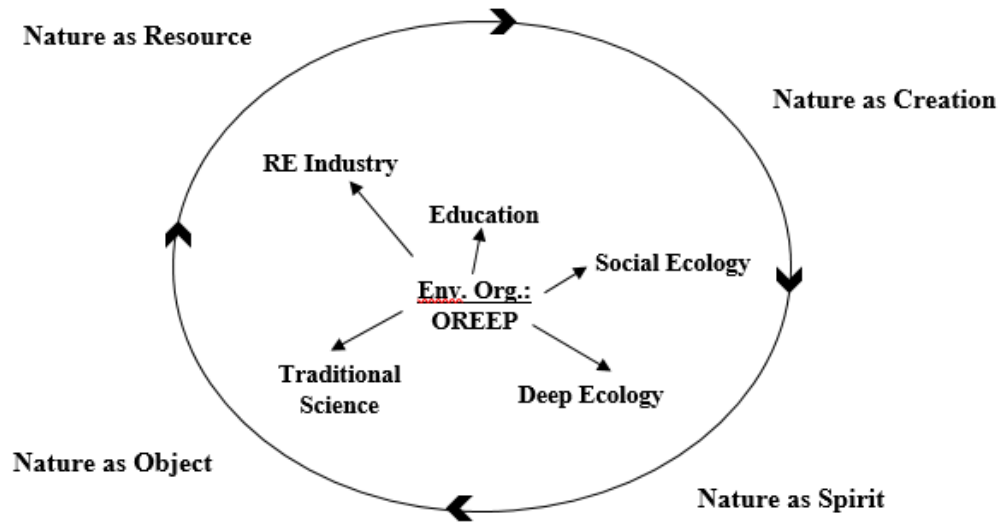 Nature as Resource
Nature as Creation
RE Industry
Education
Social Ecology
Env. Org.:
OREEP
Traditional
Science
Deep Ecology
Nature as Object
Nature as Spirit